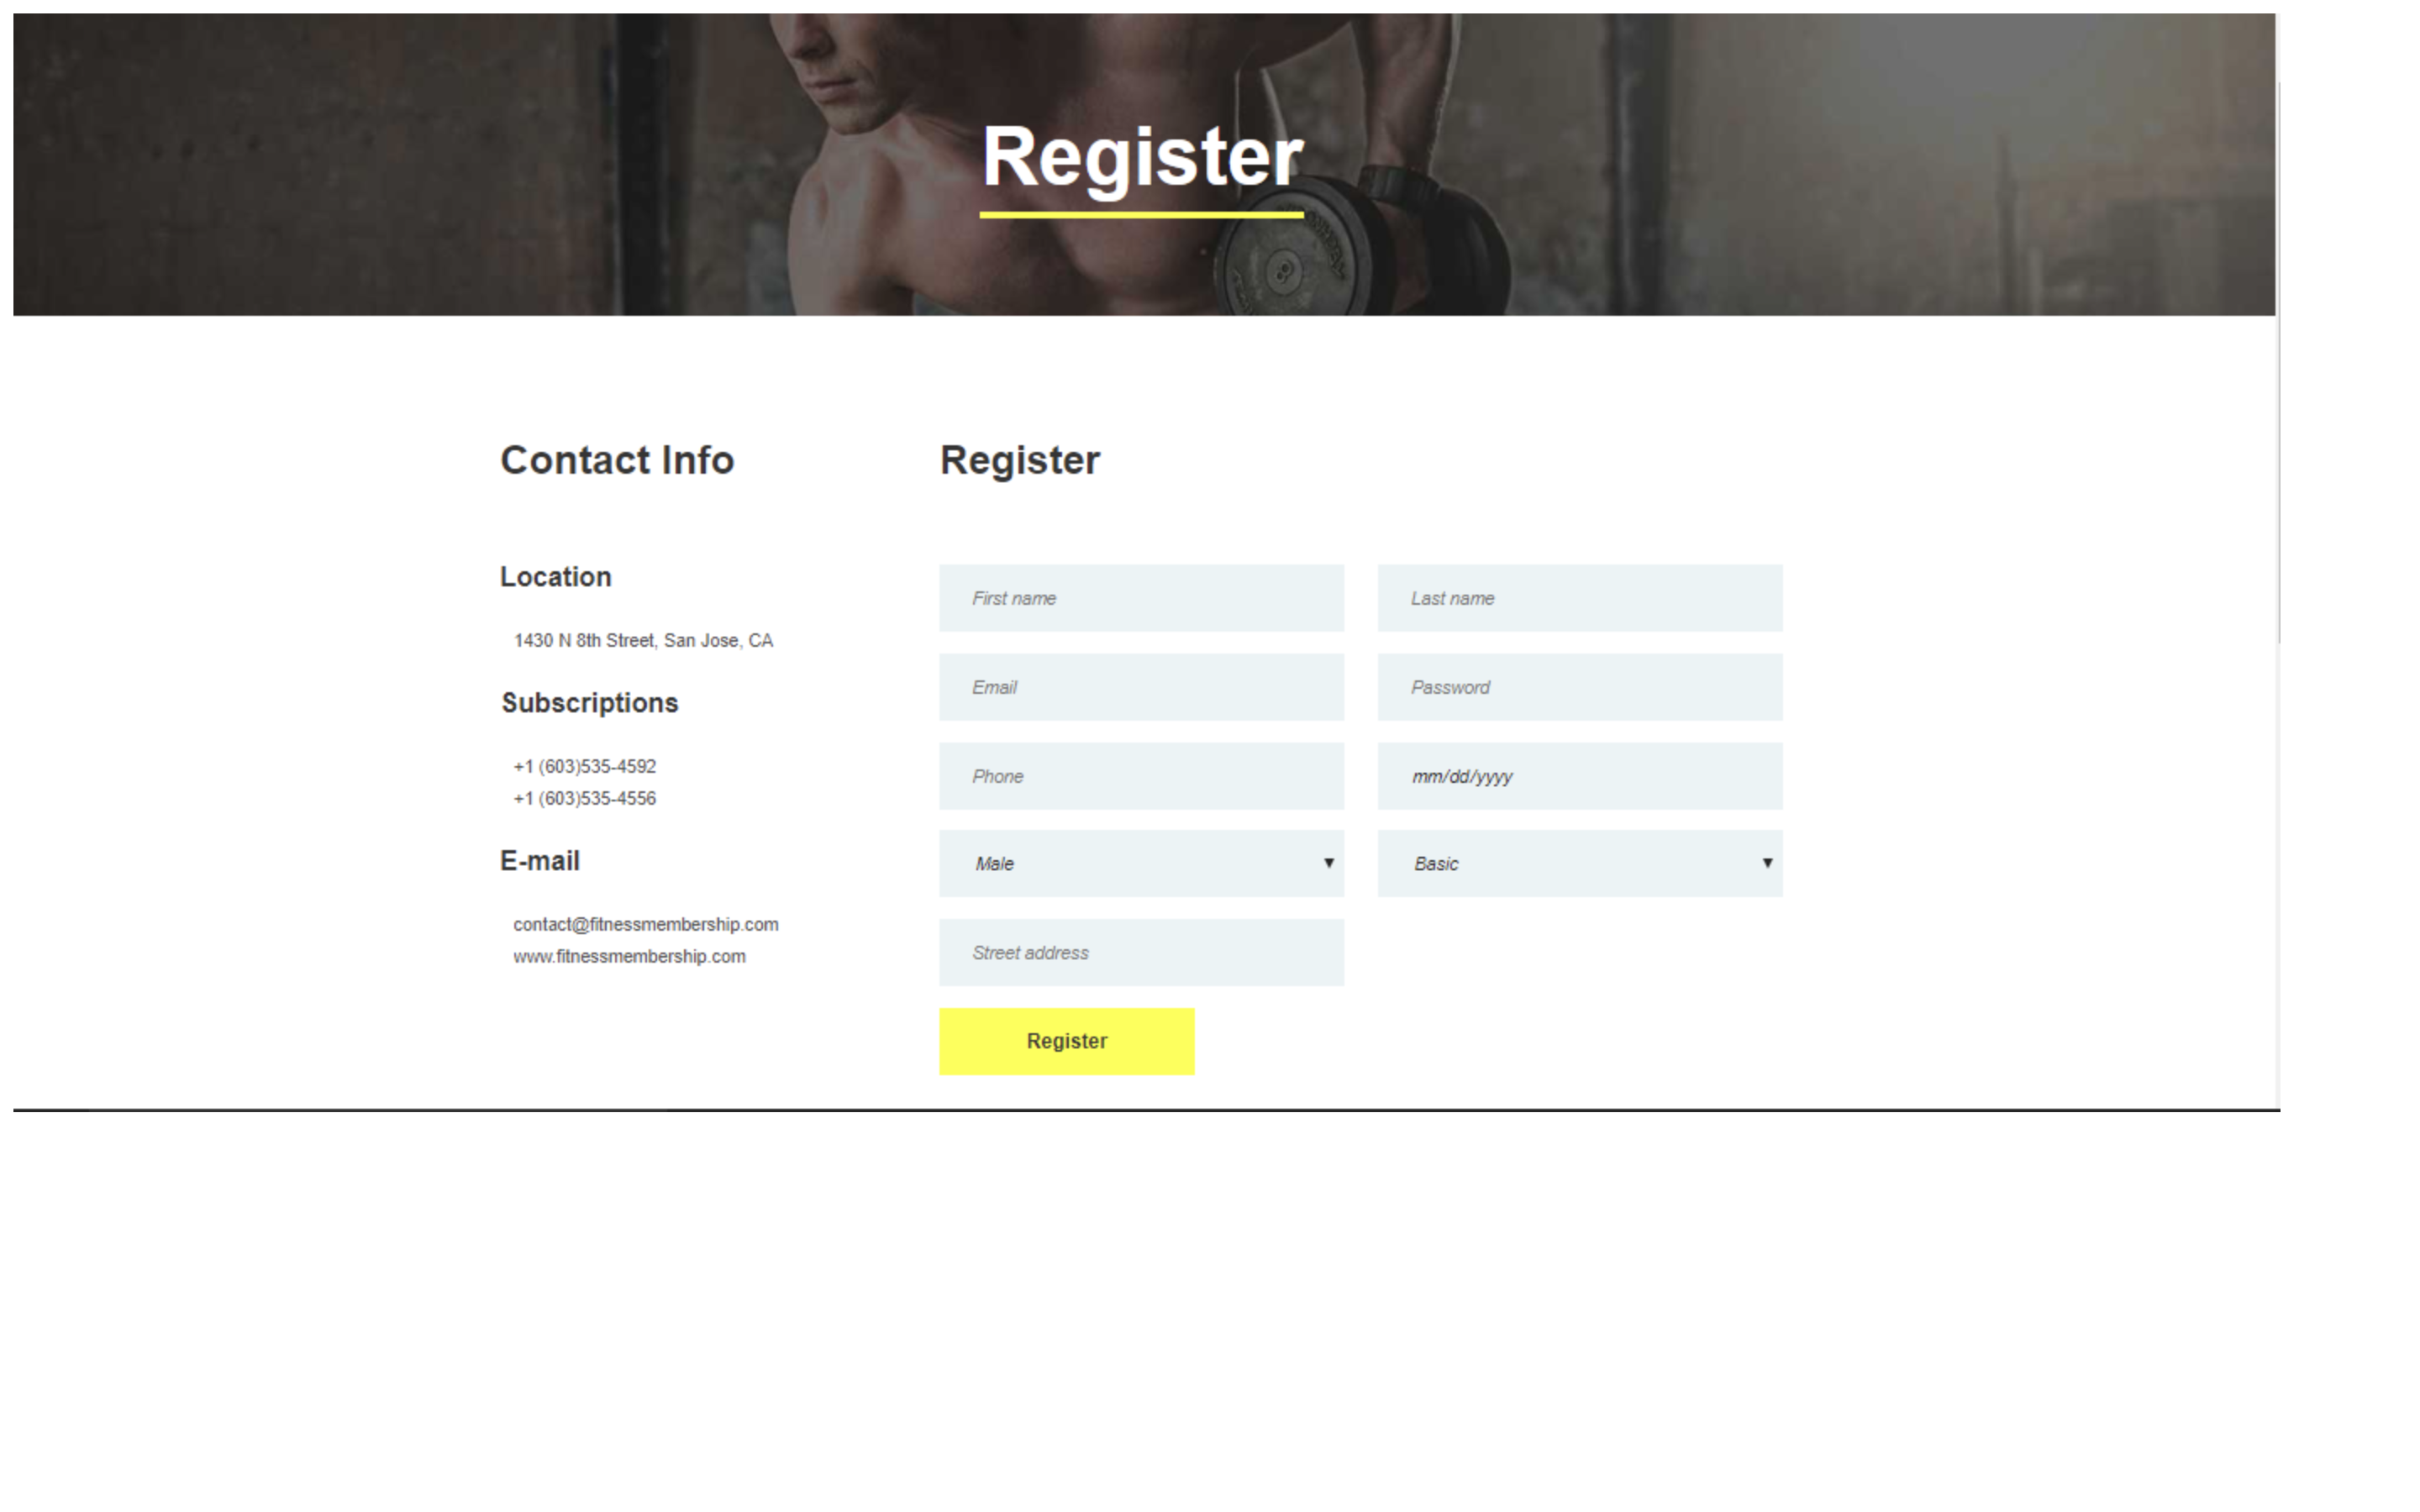 Register
Contact Info
Location
1430 N 8th Street, San Jose, CA
Subscriptions
+1 (603)535-4592
+1 (603)535-4556
E-mail
contact@fitnessmembership.com
www.fitnessmembership.com
Register
First name
Last name
Email
Password
Phone
mm/dd/yyyy
Male
Basic
Street address
Register